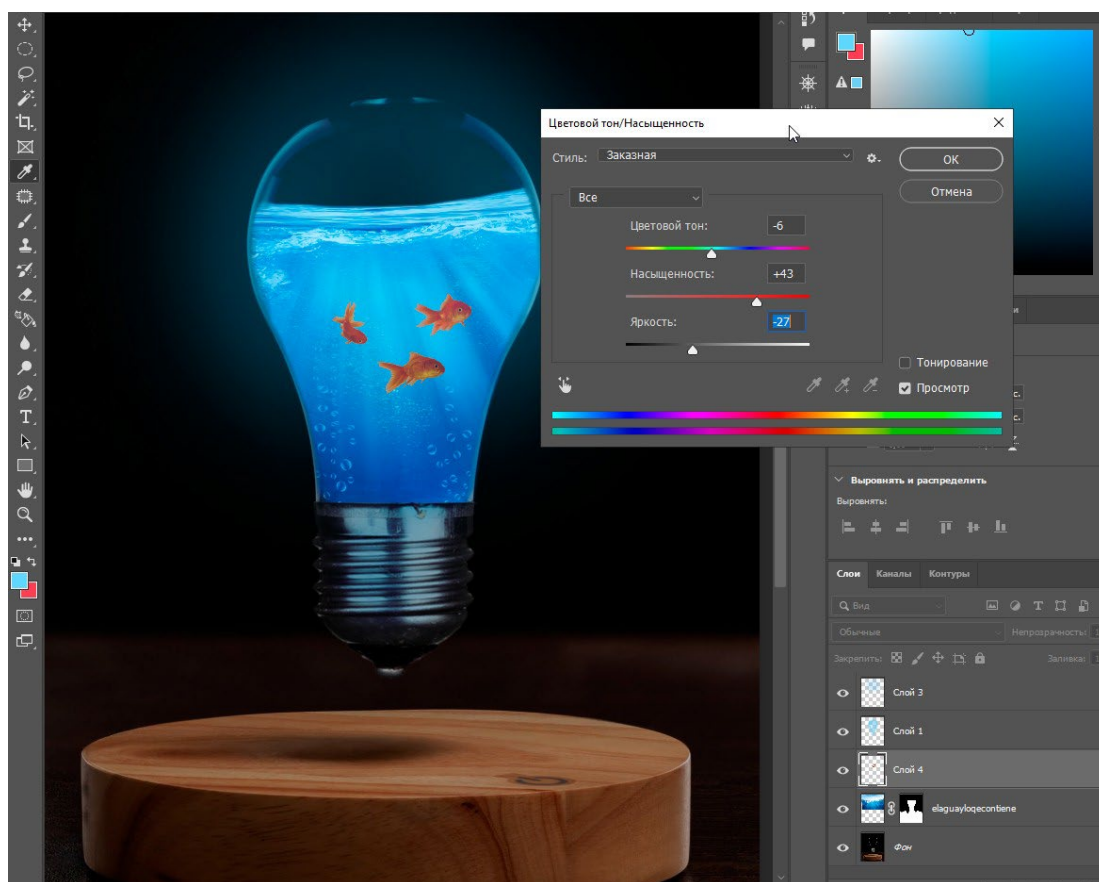 Цветовой тон/Насыщенность
Стиль: Заказная
ОК
Отмена
Все
Цветовой тон: -6
Насыщенность: +43
Яркость: -27
Тонирование
Просмотр
Выровнять и распределить
Выровнять:
Слои Каналы Контуры
Вид
Обычные Непрозрачность:
Закрепить: Заливка:
Слой 3
Слой 1
Слой 4
elaguayloqecontiene
Фон